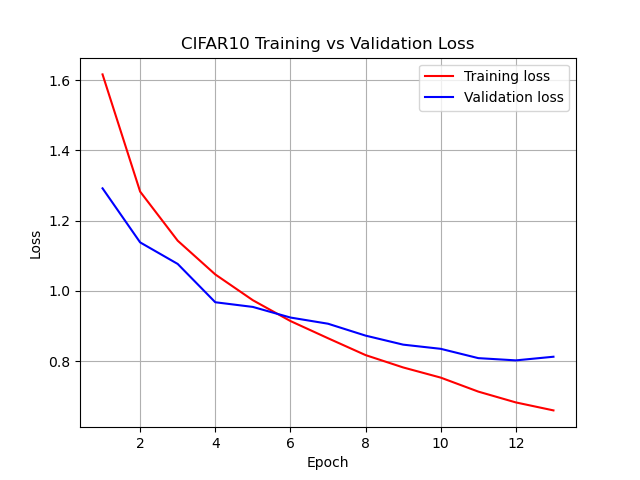 CIFAR10 Training vs Validation Loss
Training loss
Validation loss
Loss
1.6
1.4
1.2
1.0
0.8
2 4 6 8 10 12
Epoch